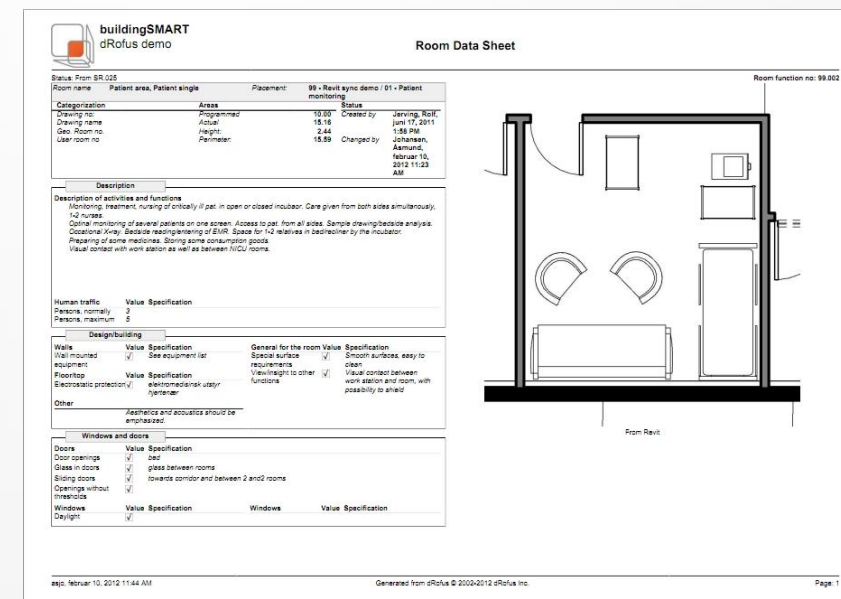 buildingSMART
dRofus demo
Room Data Sheet
Status: From SR.025
Room function no: 99.002
Room name Patient area, Patient single Placement: 99 - Revit sync demo / 01 - Patient monitoring
Categorization Areas Status
Drawing no: Programmed 10.00 Created by Jerving, Rolf,
Drawing name Actual 15.16 juni 17, 2011
Geo. Room no. Height: 2.44 1:58 PM
User room no Perimeter: 15.59 Changed by Johansen,
Asmund,
februar 10,
2012 11:23
AM
Description
Description of activities and functions
Monitoring, treatment, nursing of critically ill pat. in open or closed incubaor. Care given from both sides simultanously,
1-2 nurses.
Optinal monitoring of several patients on one screen. Access to pat. from all sides. Sample drawing/bedside analysis.
Occational X-ray. Bedside reading/entering of EMR. Space for 1-2 relatives in bed/recliner by the incubator.
Preparing of some medicines. Storing some consumption goods.
Visual contact with work station as well as between NICU rooms.
Human traffic Value Specification
Persons, normally 3
Persons, maximum 5
Design/building
Walls Value Specification General for the room Value Specification
Wall mounted equipment √ See equipment list Special surface requirements √ Smooth surfaces, easy to clean
Floor/top Value Specification View/insight to other functions √ Visual contact between work station and room, with possibility to shield
Electrostatic protection √ elektromedisinsk utstyr hjertenær
Other
Aesthetics and acoustics should be
emphasized.
Windows and doors
Doors Value Specification
Door openings √ bed
Glass in doors √ glass between rooms
Sliding doors √ towards corridor and between 2 and2 rooms
Openings without thresholds √
Windows Value Specification Windows Value Specification
Daylight √
From Revit
asjo, februar 10, 2012 11:44 AM Generated from dRofus © 2002-2012 dRofus Inc. Page: 1